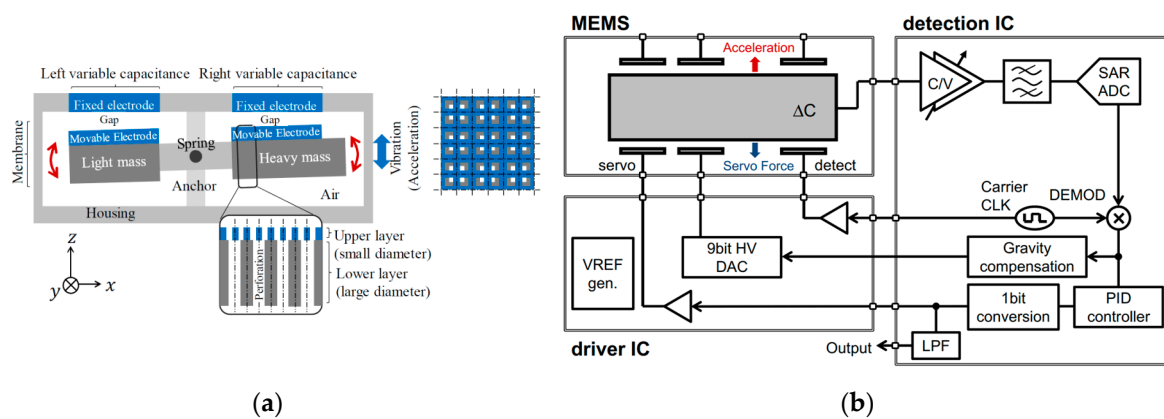 Left variable capacitance Right variable capacitance
Fixed electrode
Fixed electrode
Gap
Gap
Movable Electrode
Movable Electrode
Spring
Light mass
Heavy mass
Membrane
Vibration
(Acceleration)
Anchor
Air
Housing
Upper layer
(small diameter)
Lower layer
(large diameter)
Perforation
z
y
x
(a)
MEMS
detection IC
Acceleration
ΔC
C/V
SAR
ADC
servo
Servo Force
detect
Carrier
CLK
DEMOD
VREF
gen.
9bit HV
DAC
Gravity
compensation
1bit
conversion
PID
controller
driver IC
Output
LPF
(b)